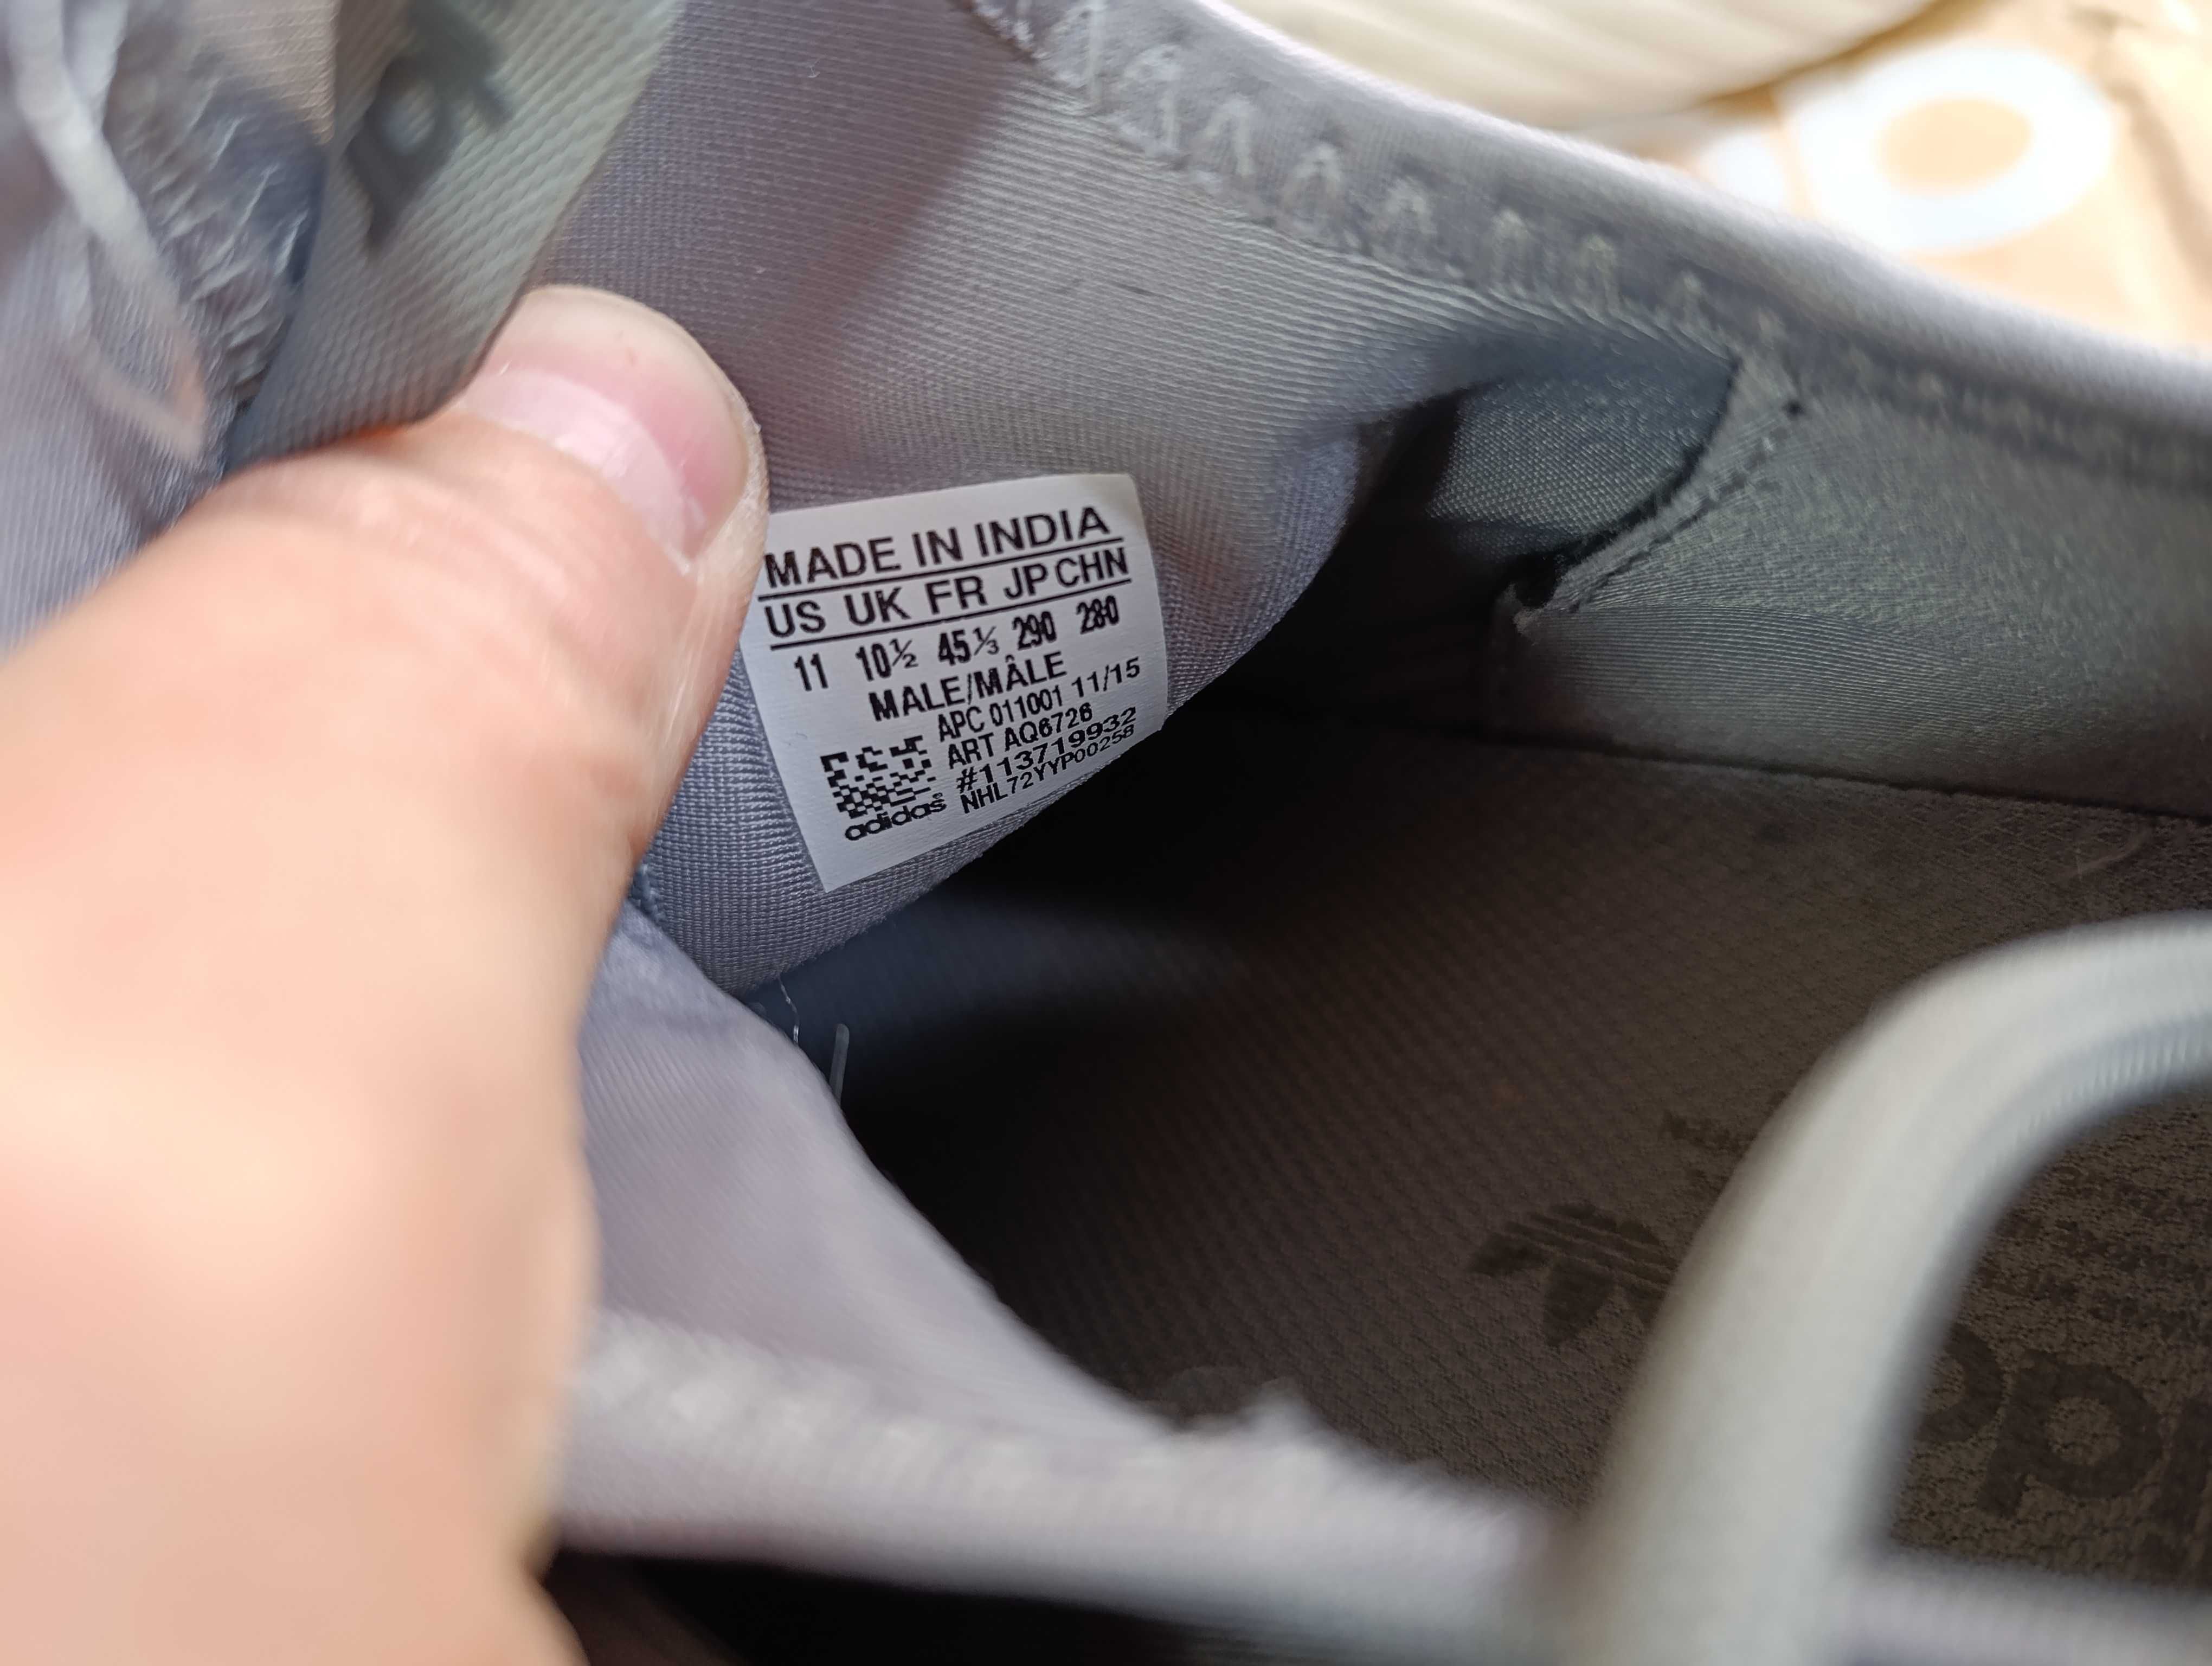 MADE IN INDIA
US UK FR JP CHN
11 10½ 45⅓ 290 280
MALE/MÂLE
APC 011001 11/15
ART AQ6726
#113719932
NHL72YYP00258
adidas